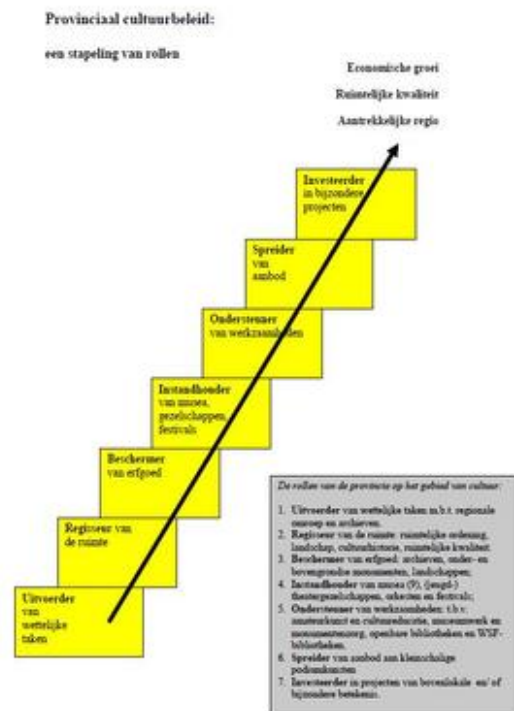 Provinciaal cultuurbeleid:
een stapeling van rollen
Economische groei
Ruimtelijke kwaliteit
Aantrekkelijke regio
Investeerder
in bijzondere
projecten
Spreider
van
aanbod
Ondersteuner
van werkzaamheden
Instandhouder
van musea,
gezelschappen,
festivals
Beschermer
van erfgoed
Regisseur van
de ruimte
Uitvoerder
van
wettelijke
taken
De rollen van de provincie op het gebied van cultuur:
1. Uitvoerder van wettelijke taken m.b.t. regionale
omroep en archieven.
2. Regisseur van de ruimte: ruimtelijke ordening,
landschap, cultuurhistorie, ruimtelijke kwaliteit.
3. Beschermer van erfgoed: archieven, onder- en
bovengrondse monumenten, landschappen;
4. Instandhouder van musea (9), (jeugd-)
theatergezelschappen, orkesten en festivals;
5. Ondersteuner van werkzaamheden: t.b.v.
amateurkunst en cultuureducatie, museumwerk en
monumentenzorg, openbare bibliotheken en WSF-
bibliotheken.
6. Spreider van aanbod aan kleinschalige
podiumkunsten
7. Investeerder in projecten van bovenlokale en/ of
bijzondere betekenis.